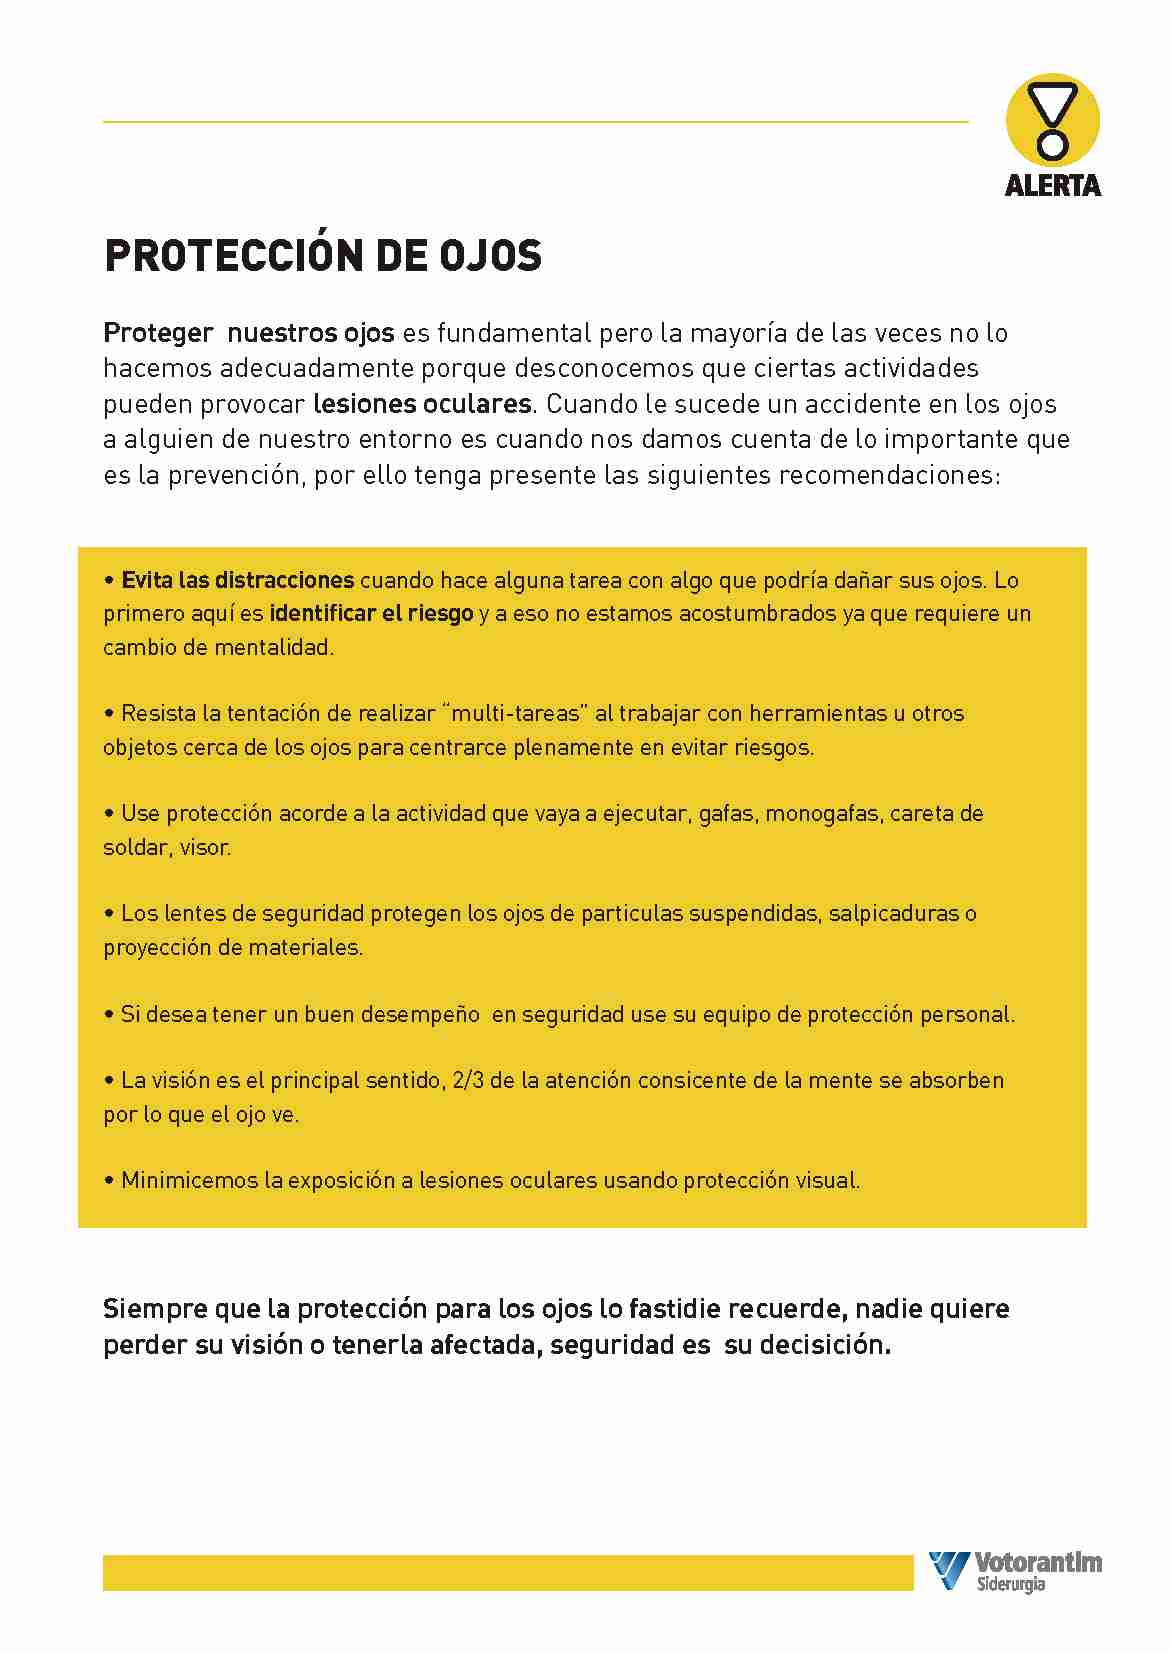 ALERTA
PROTECCIÓN DE OJOS
Proteger nuestros ojos es fundamental pero la mayoría de las veces no lo
hacemos adecuadamente porque desconocemos que ciertas actividades
pueden provocar lesiones oculares. Cuando le sucede un accidente en los ojos
a alguien de nuestro entorno es cuando nos damos cuenta de lo importante que
es la prevención, por ello tenga presente las siguientes recomendaciones:
• Evita las distracciones cuando hace alguna tarea con algo que podría dañar sus ojos. Lo
primero aquí es identificar el riesgo y a eso no estamos acostumbrados ya que requiere un
cambio de mentalidad.
• Resista la tentación de realizar “multi-tareas” al trabajar con herramientas u otros
objetos cerca de los ojos para centrarce plenamente en evitar riesgos.
• Use protección acorde a la actividad que vaya a ejecutar, gafas, monogafas, careta de
soldar, visor.
• Los lentes de seguridad protegen los ojos de particulas suspendidas, salpicaduras o
proyección de materiales.
• Si desea tener un buen desempeño en seguridad use su equipo de protección personal.
• La visión es el principal sentido, 2/3 de la atención consicente de la mente se absorben
por lo que el ojo ve.
• Minimicemos la exposición a lesiones oculares usando protección visual.
Siempre que la protección para los ojos lo fastidie recuerde, nadie quiere
perder su visión o tenerla afectada, seguridad es su decisición.
Votorantim
Siderurgia